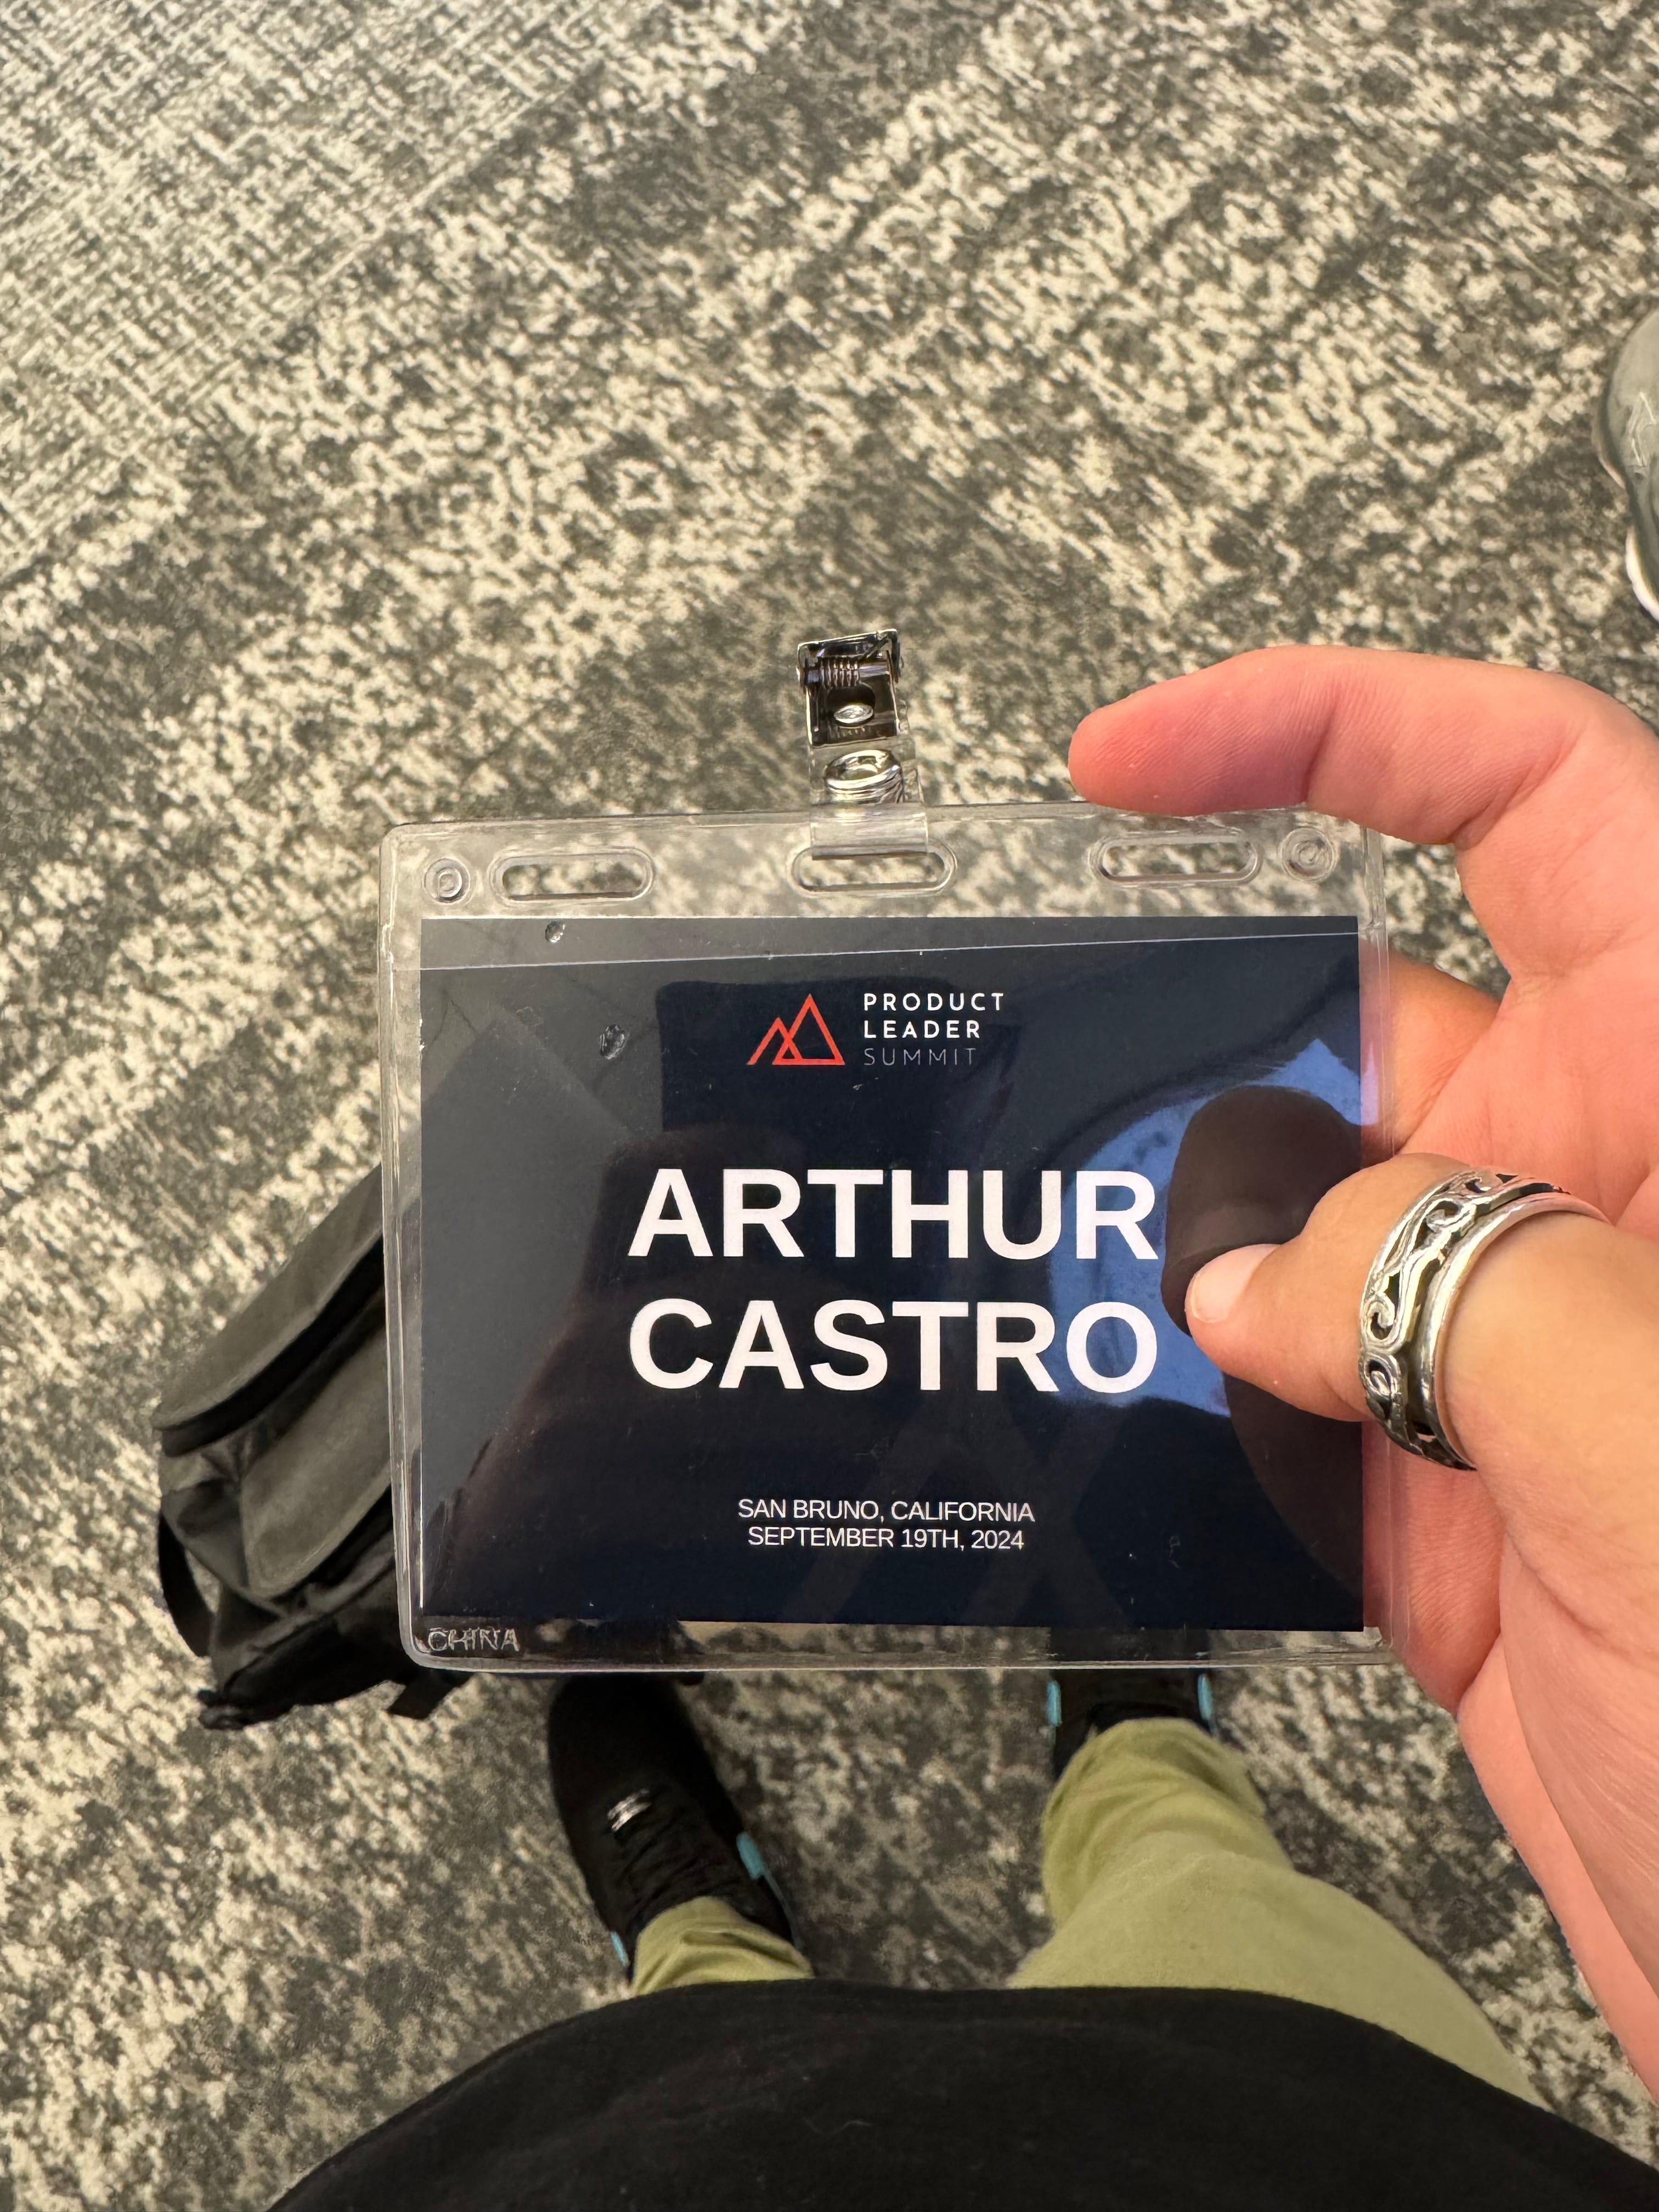 PRODUCT
LEADER
SUMMIT
ARTHUR
CASTRO
SAN BRUNO, CALIFORNIA
SEPTEMBER 19TH, 2024
CHINA